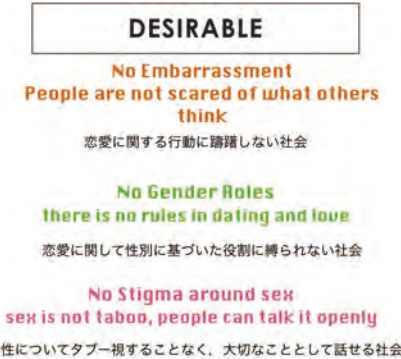 DESIRABLE
No Embarrassment
People are not scared of what others
think
恋愛に関する行動に躊躇しない社会
No Gender Roles
there is no rules in dating and love
恋愛に関して性別に基づいた役割に縛られない社会
No Stigma around sex
sex is not taboo, people can talk it openly
性についてタブー視することなく，大切なこととして話せる社会